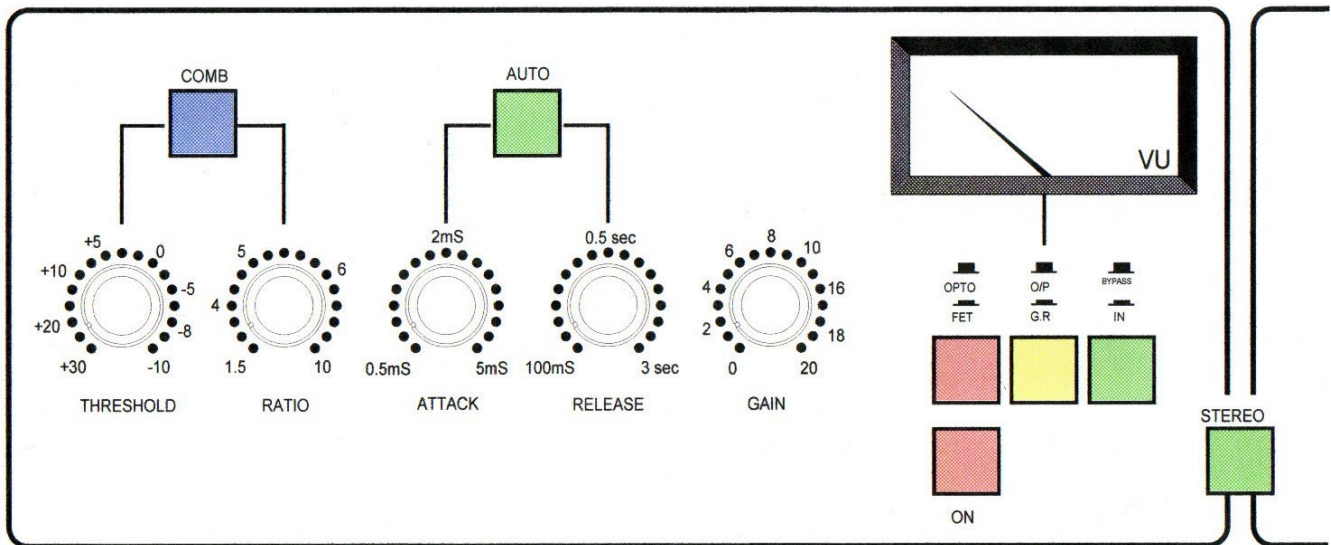 COMB
AUTO
VU
+5
0
+10
-5
+20
-8
+30
-10
THRESHOLD
5
6
4
1.5
10
RATIO
2mS
0.5mS
5mS
ATTACK
0.5 sec
100mS
3 sec
RELEASE
8
6
10
4
16
2
18
0
20
GAIN
OPTO
O/P
BYPASS
FET
G.R
IN
ON
STEREO